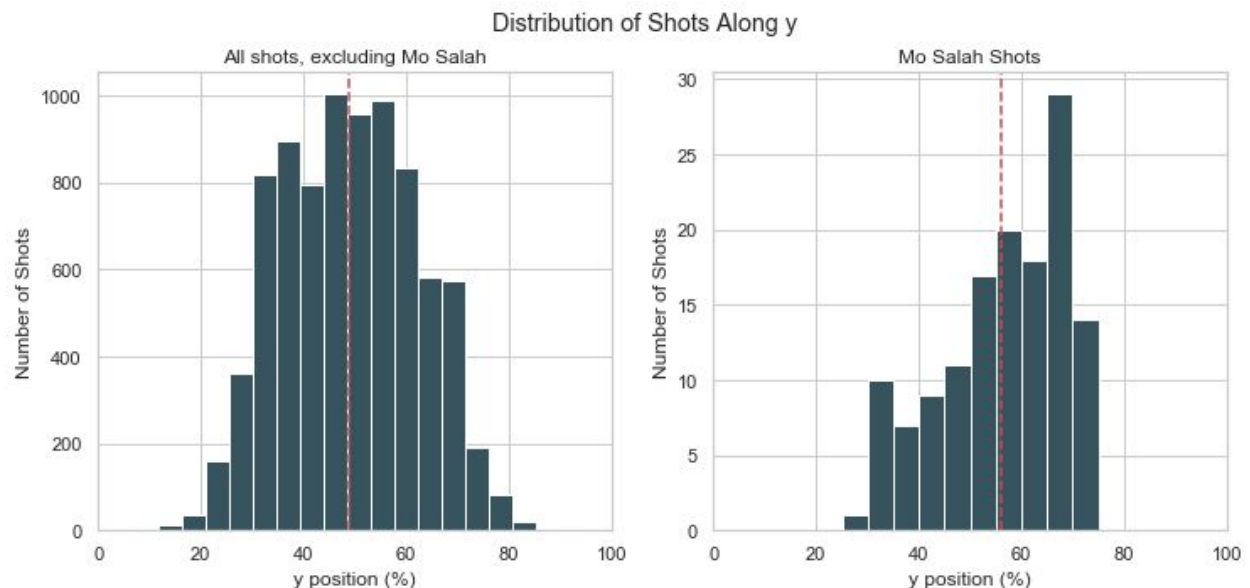 Distribution of Shots Along y
All shots, excluding Mo Salah
Number of Shots
1000
800
600
400
200
0
0 20 40 60 80 100
y position (%)
Mo Salah Shots
Number of Shots
30
25
20
15
10
5
0
0 20 40 60 80 100
y position (%)